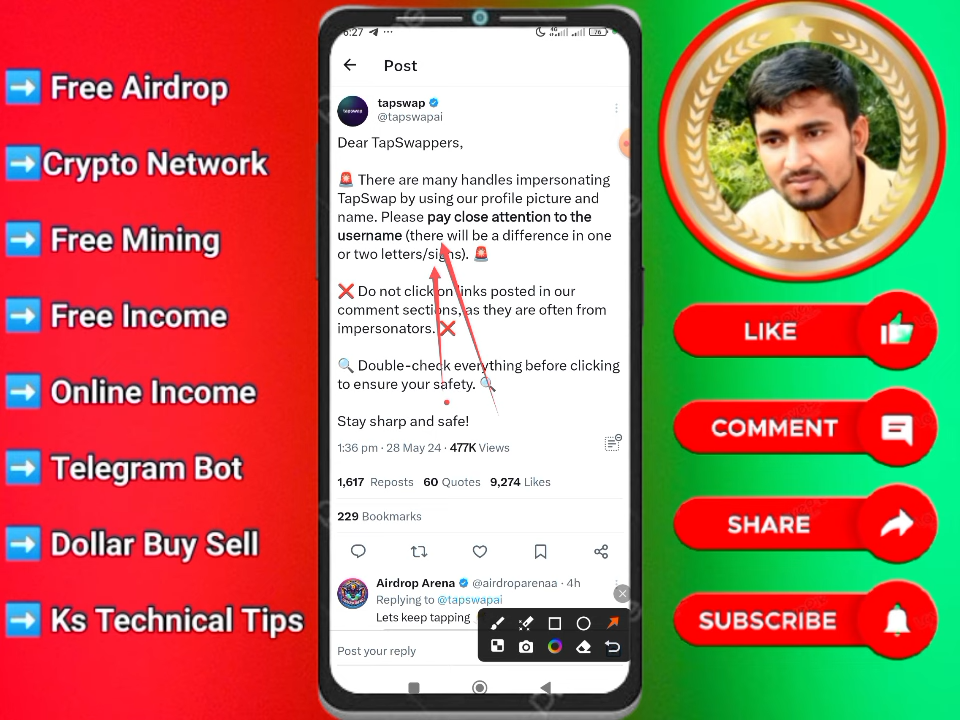 Free Airdrop
Crypto Network
Free Mining
Free Income
Online Income
Telegram Bot
Dollar Buy Sell
Ks Technical Tips
6:27
4G
76
Post
tapswap
tapswap
@tapswapai
Dear TapSwappers,
🚨 There are many handles impersonating
TapSwap by using our profile picture and
name. Please pay close attention to the
username (there will be a difference in one
or two letters/signs). 🚨
❌ Do not click on links posted in our
comment sections, as they are often from
impersonators. ❌
🔍 Double-check everything before clicking
to ensure your safety. 🔍
Stay sharp and safe!
1:36 pm · 28 May 24 · 477K Views
1,617 Reposts 60 Quotes 9,274 Likes
229 Bookmarks
Airdrop Arena @airdroparenaa · 4h
Replying to @tapswapai
Lets keep tapping
Post your reply
LIKE
COMMENT
SHARE
SUBSCRIBE